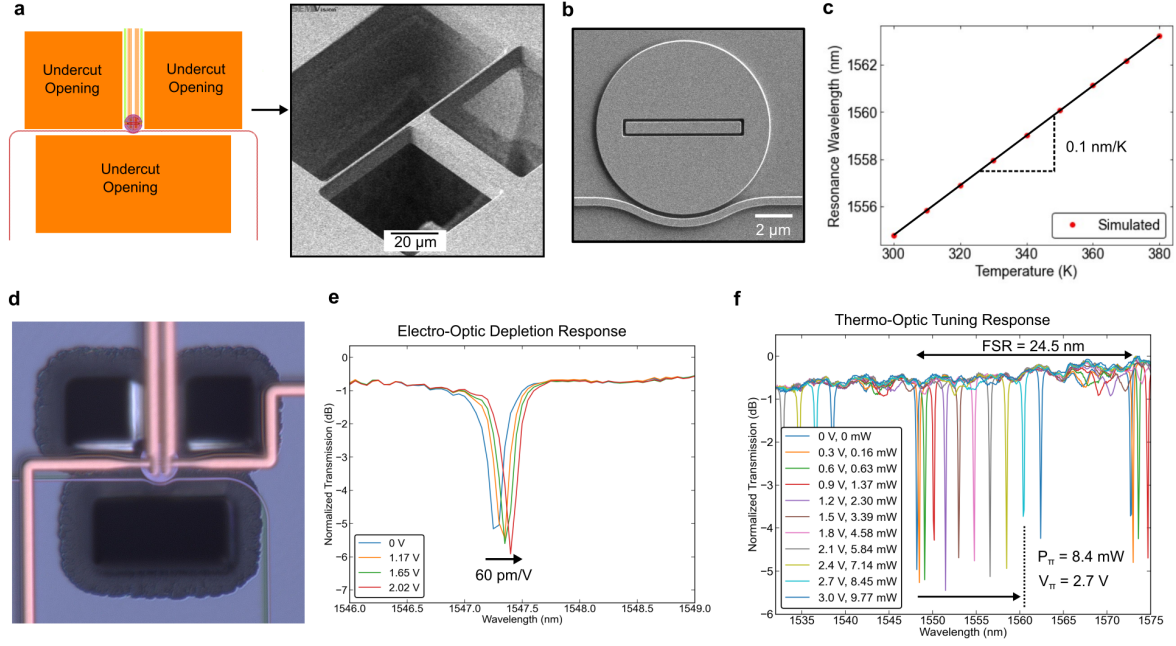 a
Undercut
Opening
Undercut
Opening
Undercut
Opening
20 µm
b
2 µm
c
Resonance Wavelength (nm)
1562
1560
1558
1556
0.1 nm/K
Simulated
300
320
340
360
380
Temperature (K)
d
e
Electro-Optic Depletion Response
Normalized Transmission (dB)
0
−1
−2
−3
−4
−5
−6
−7
0 V
1.17 V
1.65 V
2.02 V
60 pm/V
1546.0
1546.5
1547.0
1547.5
1548.0
1548.5
1549.0
Wavelength (nm)
f
Thermo-Optic Tuning Response
FSR = 24.5 nm
Normalized Transmission (dB)
0
−1
−2
−3
−4
−5
−6
0 V, 0 mW
0.3 V, 0.16 mW
0.6 V, 0.63 mW
0.9 V, 1.37 mW
1.2 V, 2.30 mW
1.5 V, 3.39 mW
1.8 V, 4.58 mW
2.1 V, 5.84 mW
2.4 V, 7.14 mW
2.7 V, 8.45 mW
3.0 V, 9.77 mW
Pπ = 8.4 mW
Vπ = 2.7 V
1535
1540
1545
1550
1555
1560
1565
1570
1575
Wavelength (nm)